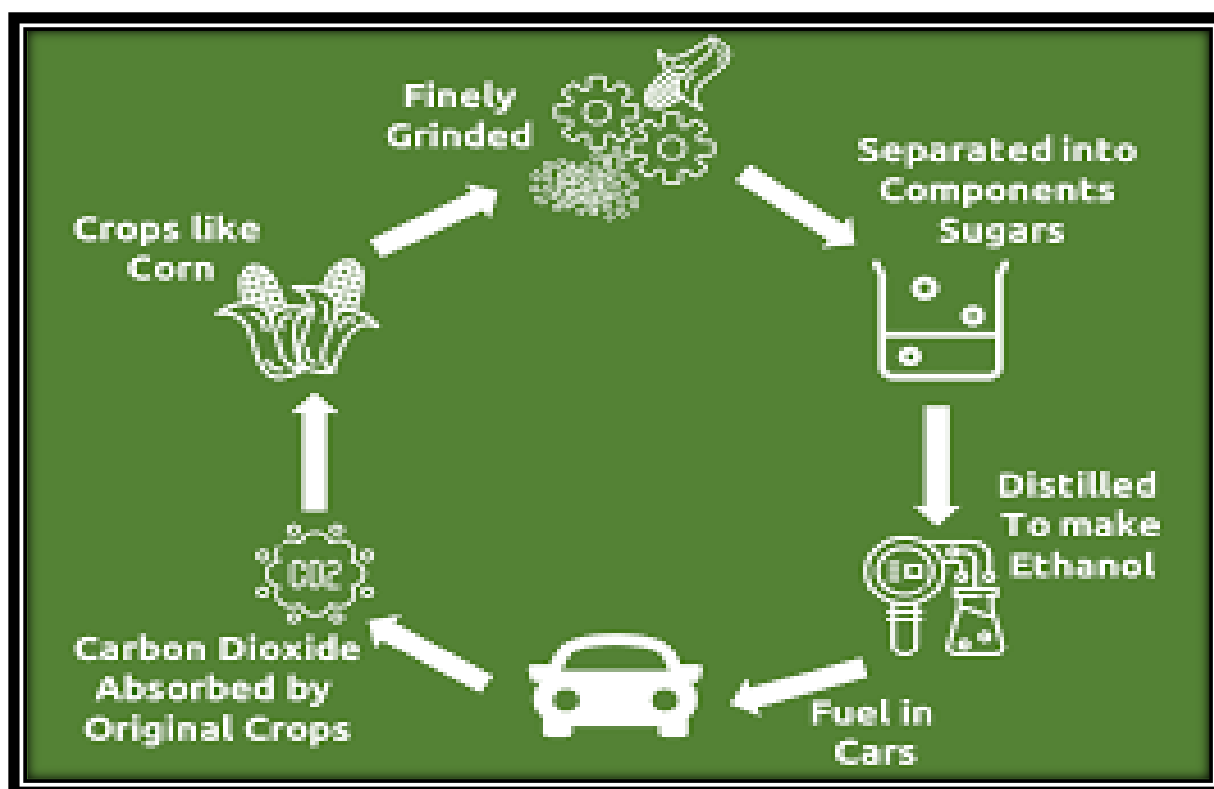 Finely
Grinded
Separated into
Components
Sugars
Crops like
Corn
Distilled
To make
Ethanol
CO2
Carbon Dioxide
Absorbed by
Original Crops
Fuel in
Cars